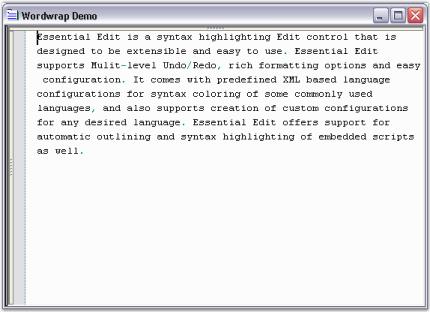 Wordwrap Demo
Essential Edit is a syntax highlighting Edit control that is
designed to be extensible and easy to use. Essential Edit
supports Mulit-level Undo/Redo, rich formatting options and easy
configuration. It comes with predefined XML based language
configurations for syntax coloring of some commonly used
languages, and also supports creation of custom configurations
for any desired language. Essential Edit offers support for
automatic outlining and syntax highlighting of embedded scripts
as well.